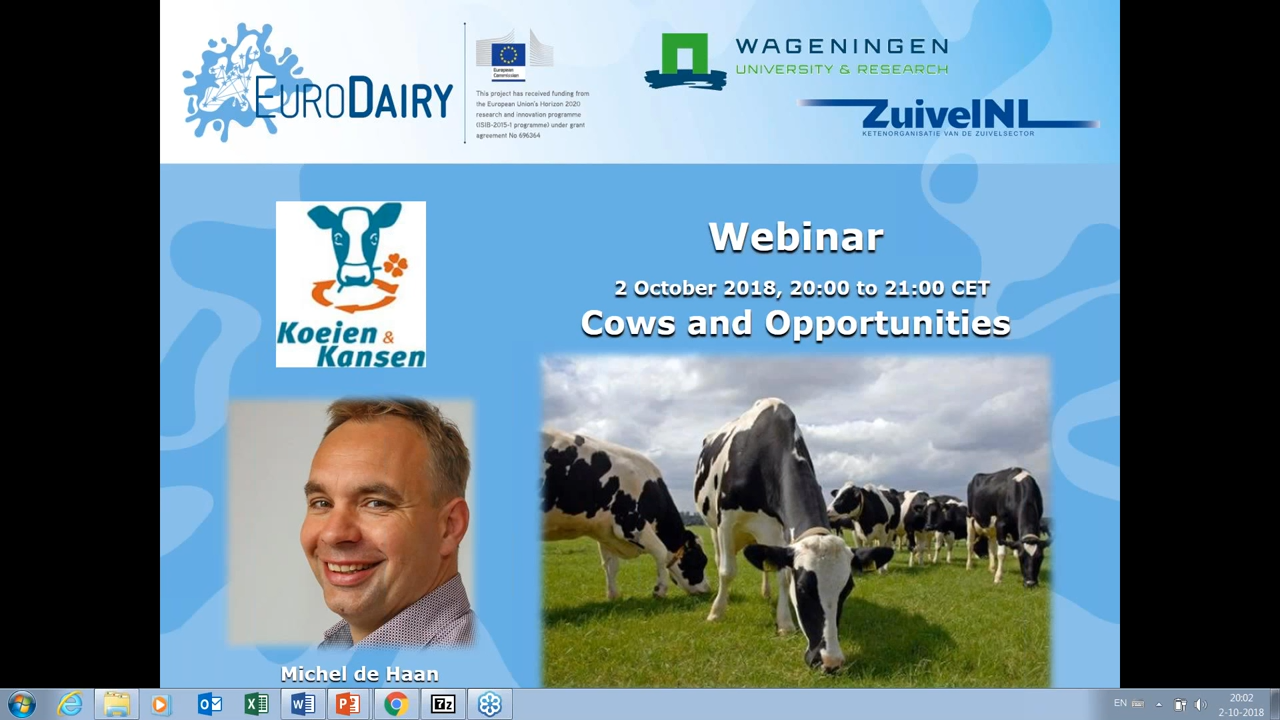 EURODAIRY
European
Commission
This project has received funding from
the European Union's Horizon 2020
research and innovation programme
(ISIB-2015-1 programme) under grant
agreement No 696364
WAGENINGEN
UNIVERSITY & RESEARCH
ZuivelNL
KETENORGANISATIE VAN DE ZUIVELSECTOR
Koeien &
Kansen
Webinar
2 October 2018, 20:00 to 21:00 CET
Cows and Opportunities
Michel de Haan
EN
20:02
2-10-2018